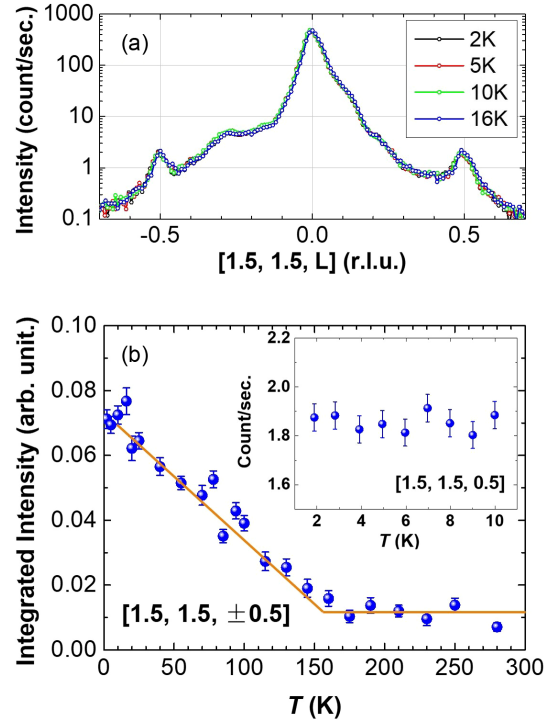 1000
100
10
1
0.1
Intensity (count/sec.)
(a)
2K
5K
10K
16K
-0.5 0.0 0.5
[1.5, 1.5, L] (r.l.u.)
0.10
0.08
0.06
0.04
0.02
0.00
Integrated Intensity (arb. unit.)
(b)
2.2
2.0
1.8
1.6
Count/sec.
[1.5, 1.5, 0.5]
2 4 6 8 10
T (K)
[1.5, 1.5, ±0.5]
0 50 100 150 200 250 300
T (K)